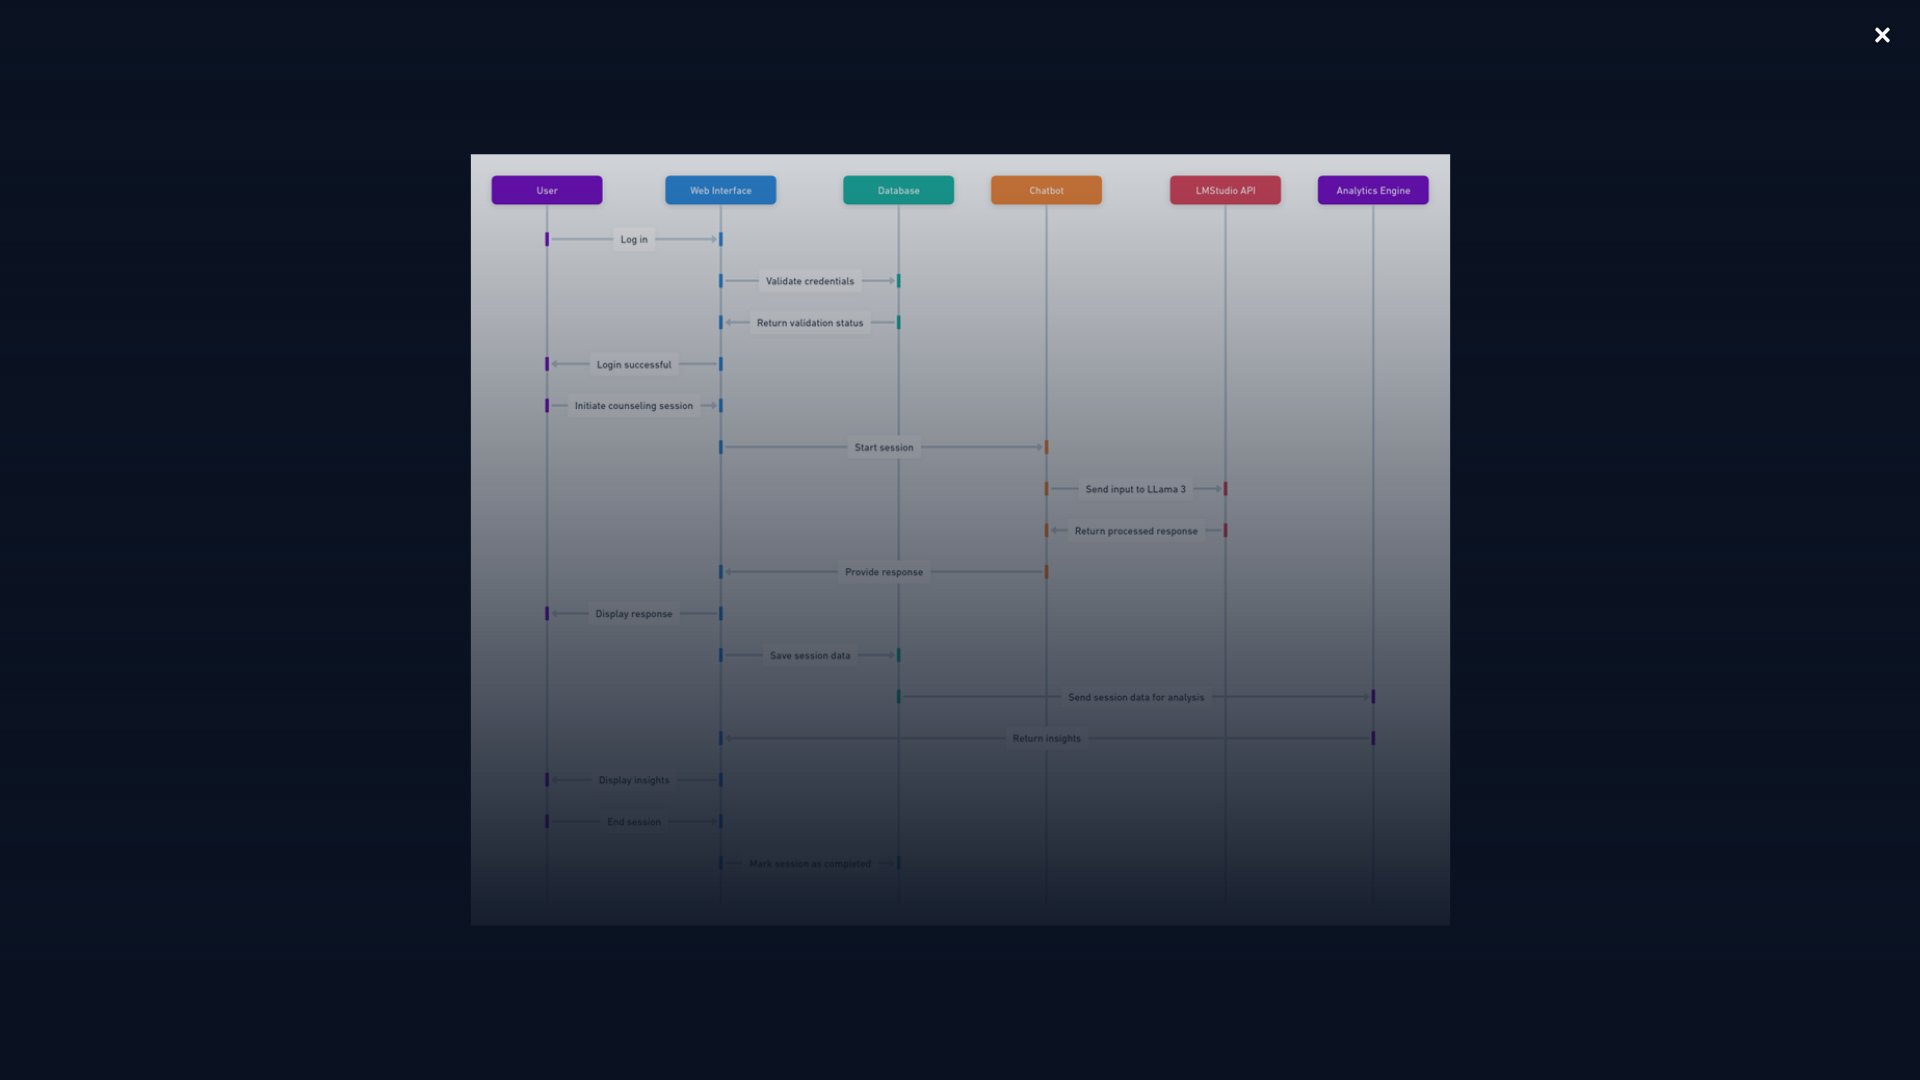 ×
User
Web Interface
Database
Chatbot
LMStudio API
Analytics Engine
Log in
Validate credentials
Return validation status
Login successful
Initiate counseling session
Start session
Send input to LLama 3
Return processed response
Provide response
Display response
Save session data
Send session data for analysis
Return insights
Display insights
End session
Mark session as completed